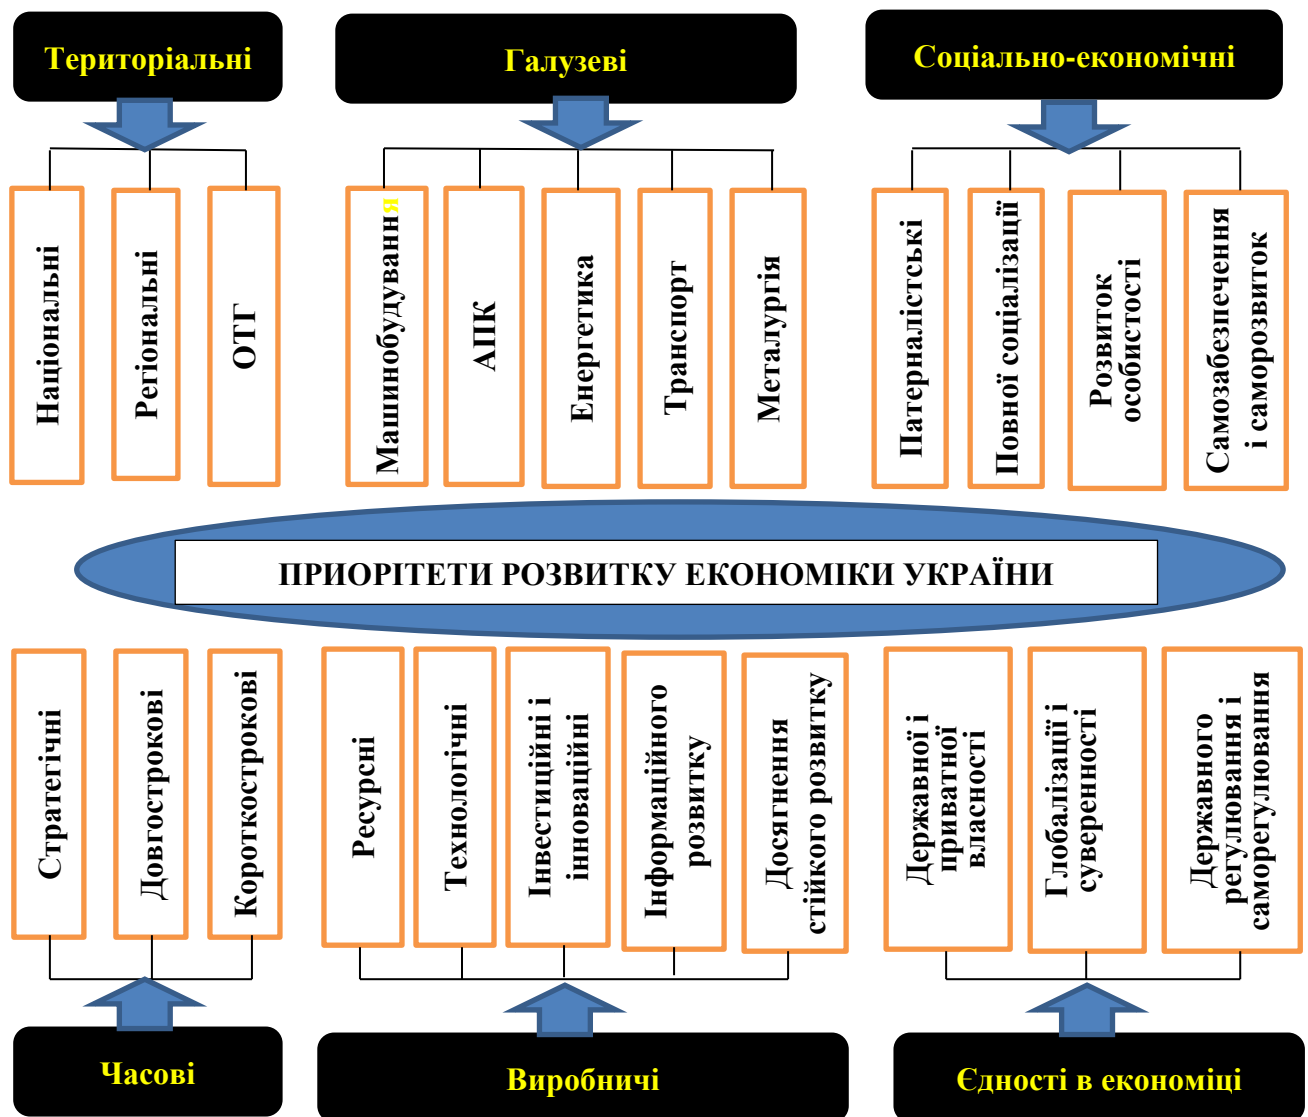 Територіальні
Галузеві
Соціально-економічні
Національні
Регіональні
ОТГ
Машинобудування
АПК
Енергетика
Транспорт
Металургія
Патерналістські
Повної соціалізації
Розвиток
особистості
Самозабезпечення
і саморозвиток
ПРИОРІТЕТИ РОЗВИТКУ ЕКОНОМІКИ УКРАЇНИ
Стратегічні
Довгострокові
Короткострокові
Ресурсні
Технологічні
Інвестиційні і
інноваційні
Інформаційного
розвитку
Досягнення
стійкого розвитку
Державної і
приватної
власності
Глобалізації і
суверенності
Державного
регулювання і
саморегулювання
Часові
Виробничі
Єдності в економіці